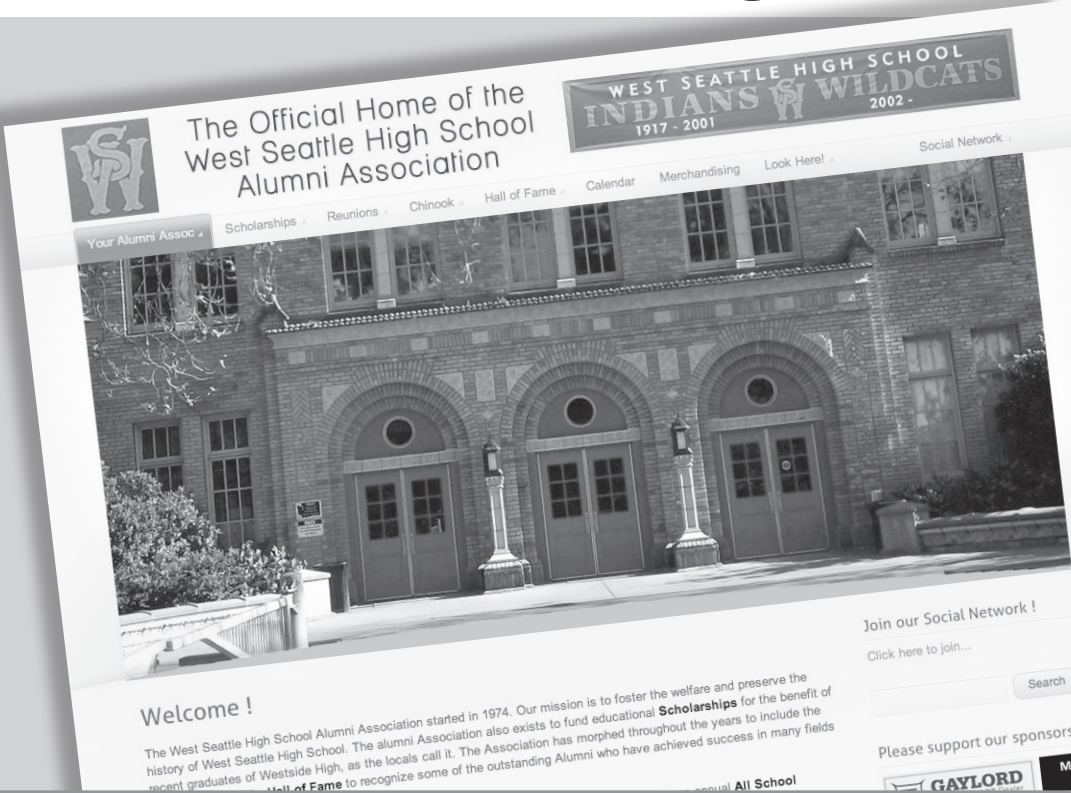 The Official Home of the
West Seattle High School
Alumni Association
WEST SEATTLE HIGH SCHOOL
INDIANS SW WILDCATS
1917 - 2001
2002 -
SW
Your Alumni Assoc
Scholarships
Reunions
Chinook
Hall of Fame
Calendar
Merchandising
Look Here!
Social Network
Join our Social Network !
Click here to join...
Search
Welcome !
The West Seattle High School Alumni Association started in 1974. Our mission is to foster the welfare and preserve the
history of West Seattle High School. The alumni Association also exists to fund educational Scholarships for the benefit of
recent graduates of Westside High, as the locals call it. The Association has morphed throughout the years to include the
Hall of Fame to recognize some of the outstanding Alumni who have achieved success in many fields
annual All School
Please support our sponsors
GAYLORD
Dealer
M